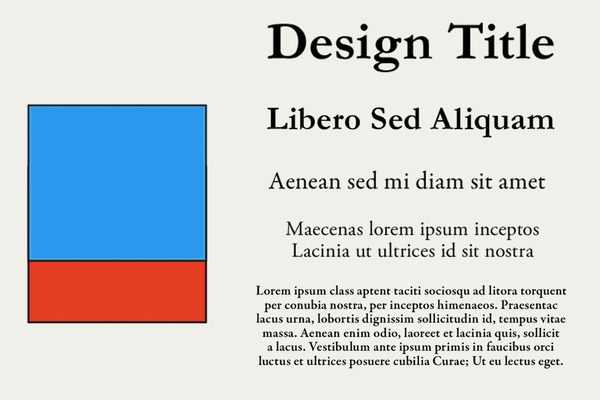 Design Title
Libero Sed Aliquam
Aenean sed mi diam sit amet
Maecenas lorem ipsum inceptos
Lacinia ut ultrices id sit nostra
Lorem ipsum class aptent taciti sociosqu ad litora torquent
per conubia nostra, per inceptos himenaeos. Praesentac
lacus urna, lobortis dignissim sollicitudin id, tempus vitae
massa. Aenean enim odio, laoreet et lacinia quis, sollicit
a lacus. Vestibulum ante ipsum primis in faucibus orci
luctus et ultrices posuere cubilia Curae; Ut eu lectus eget.